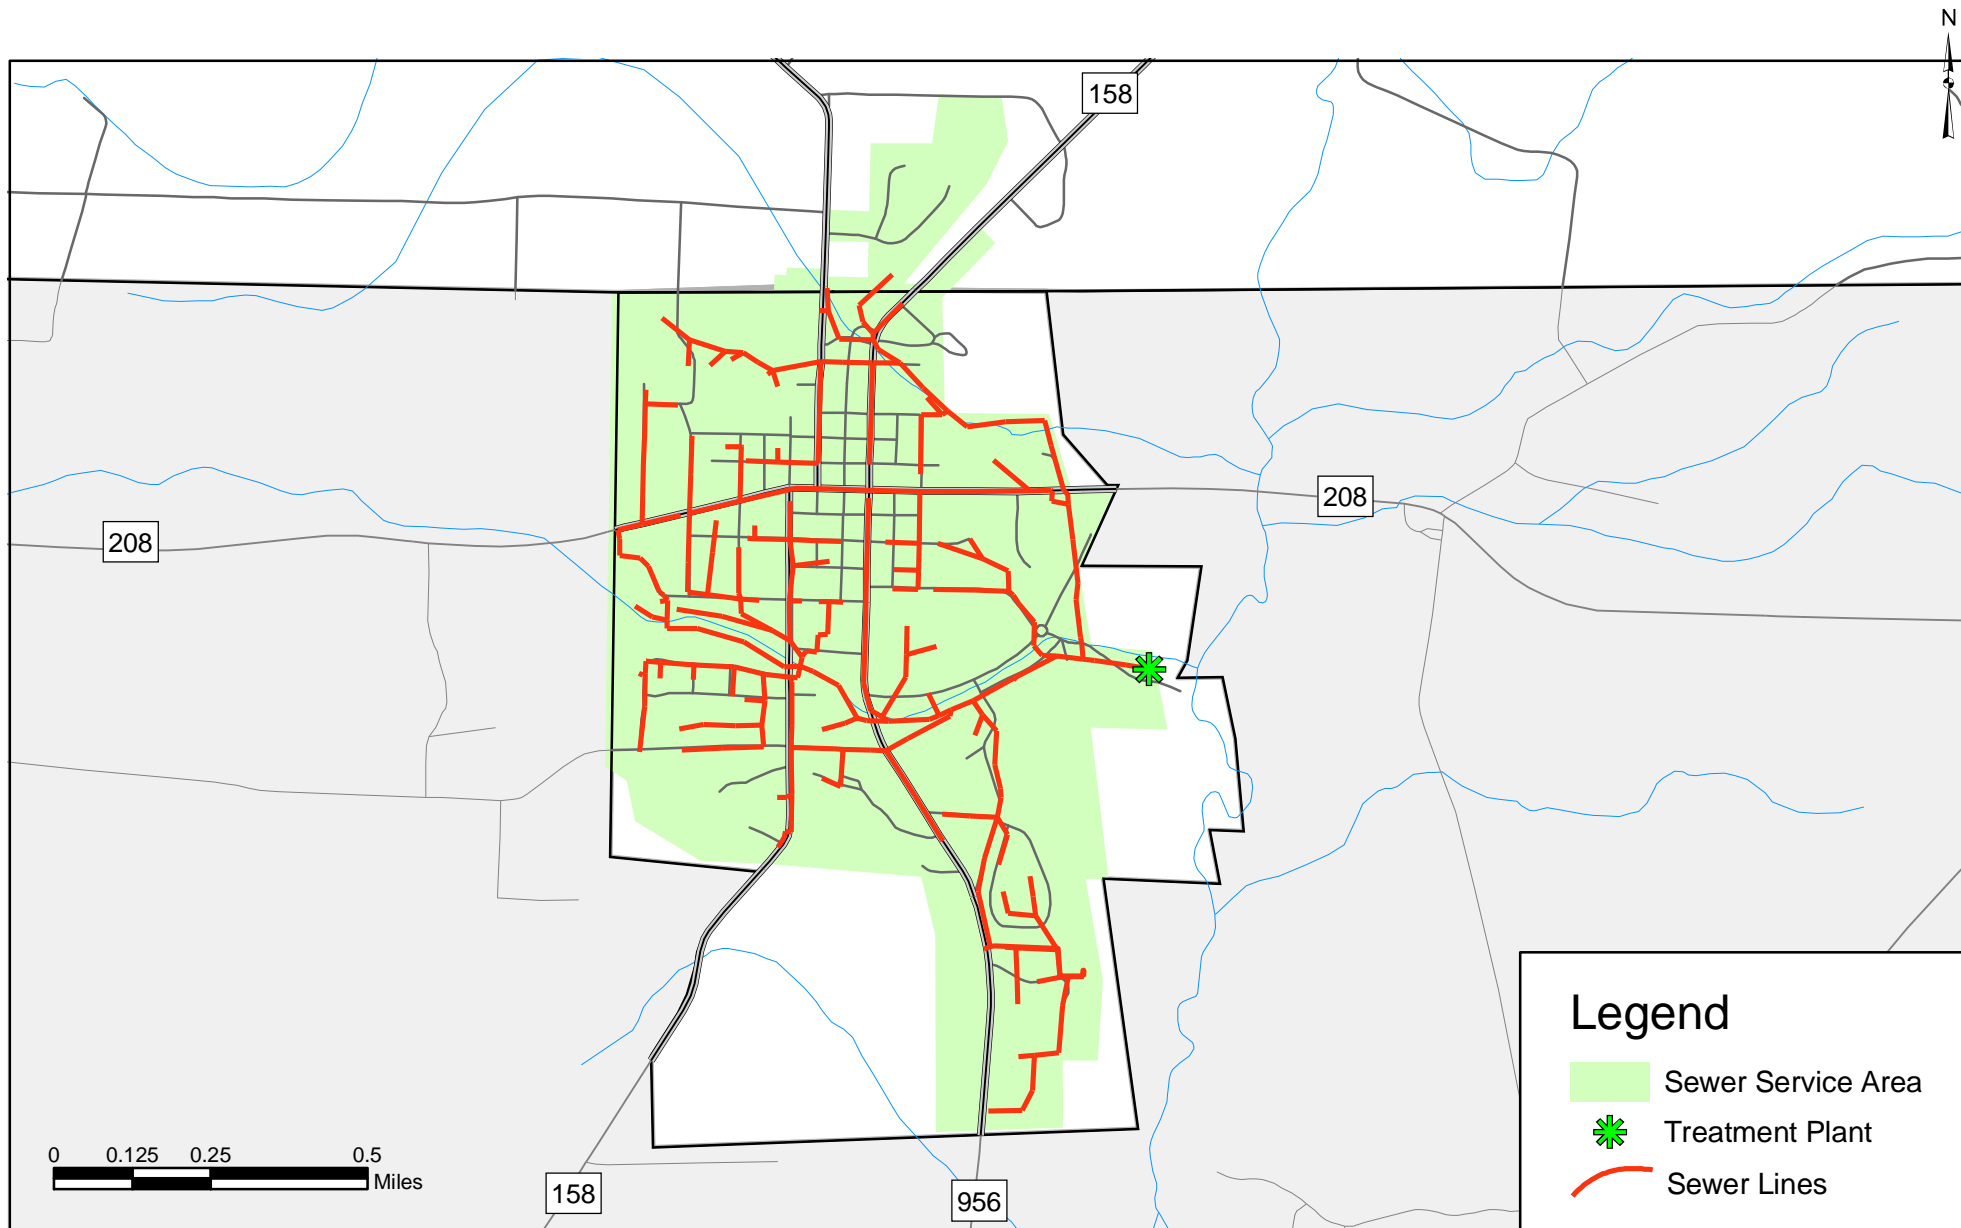 N
158
208
208
Legend
Sewer Service Area
Treatment Plant
Sewer Lines
0 0.125 0.25 0.5
Miles
158
956